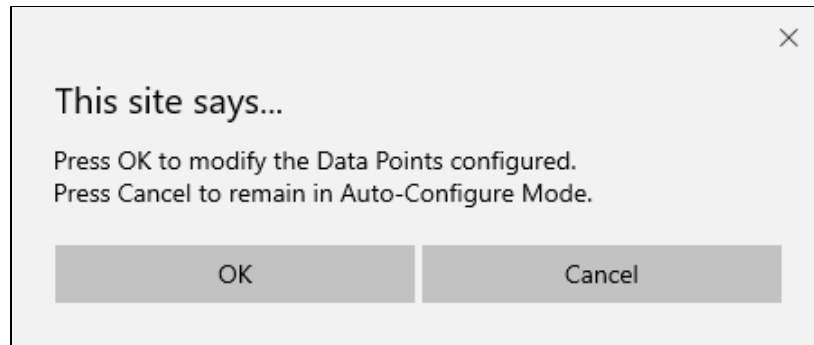 This site says...
Press OK to modify the Data Points configured.
Press Cancel to remain in Auto-Configure Mode.
OK
Cancel